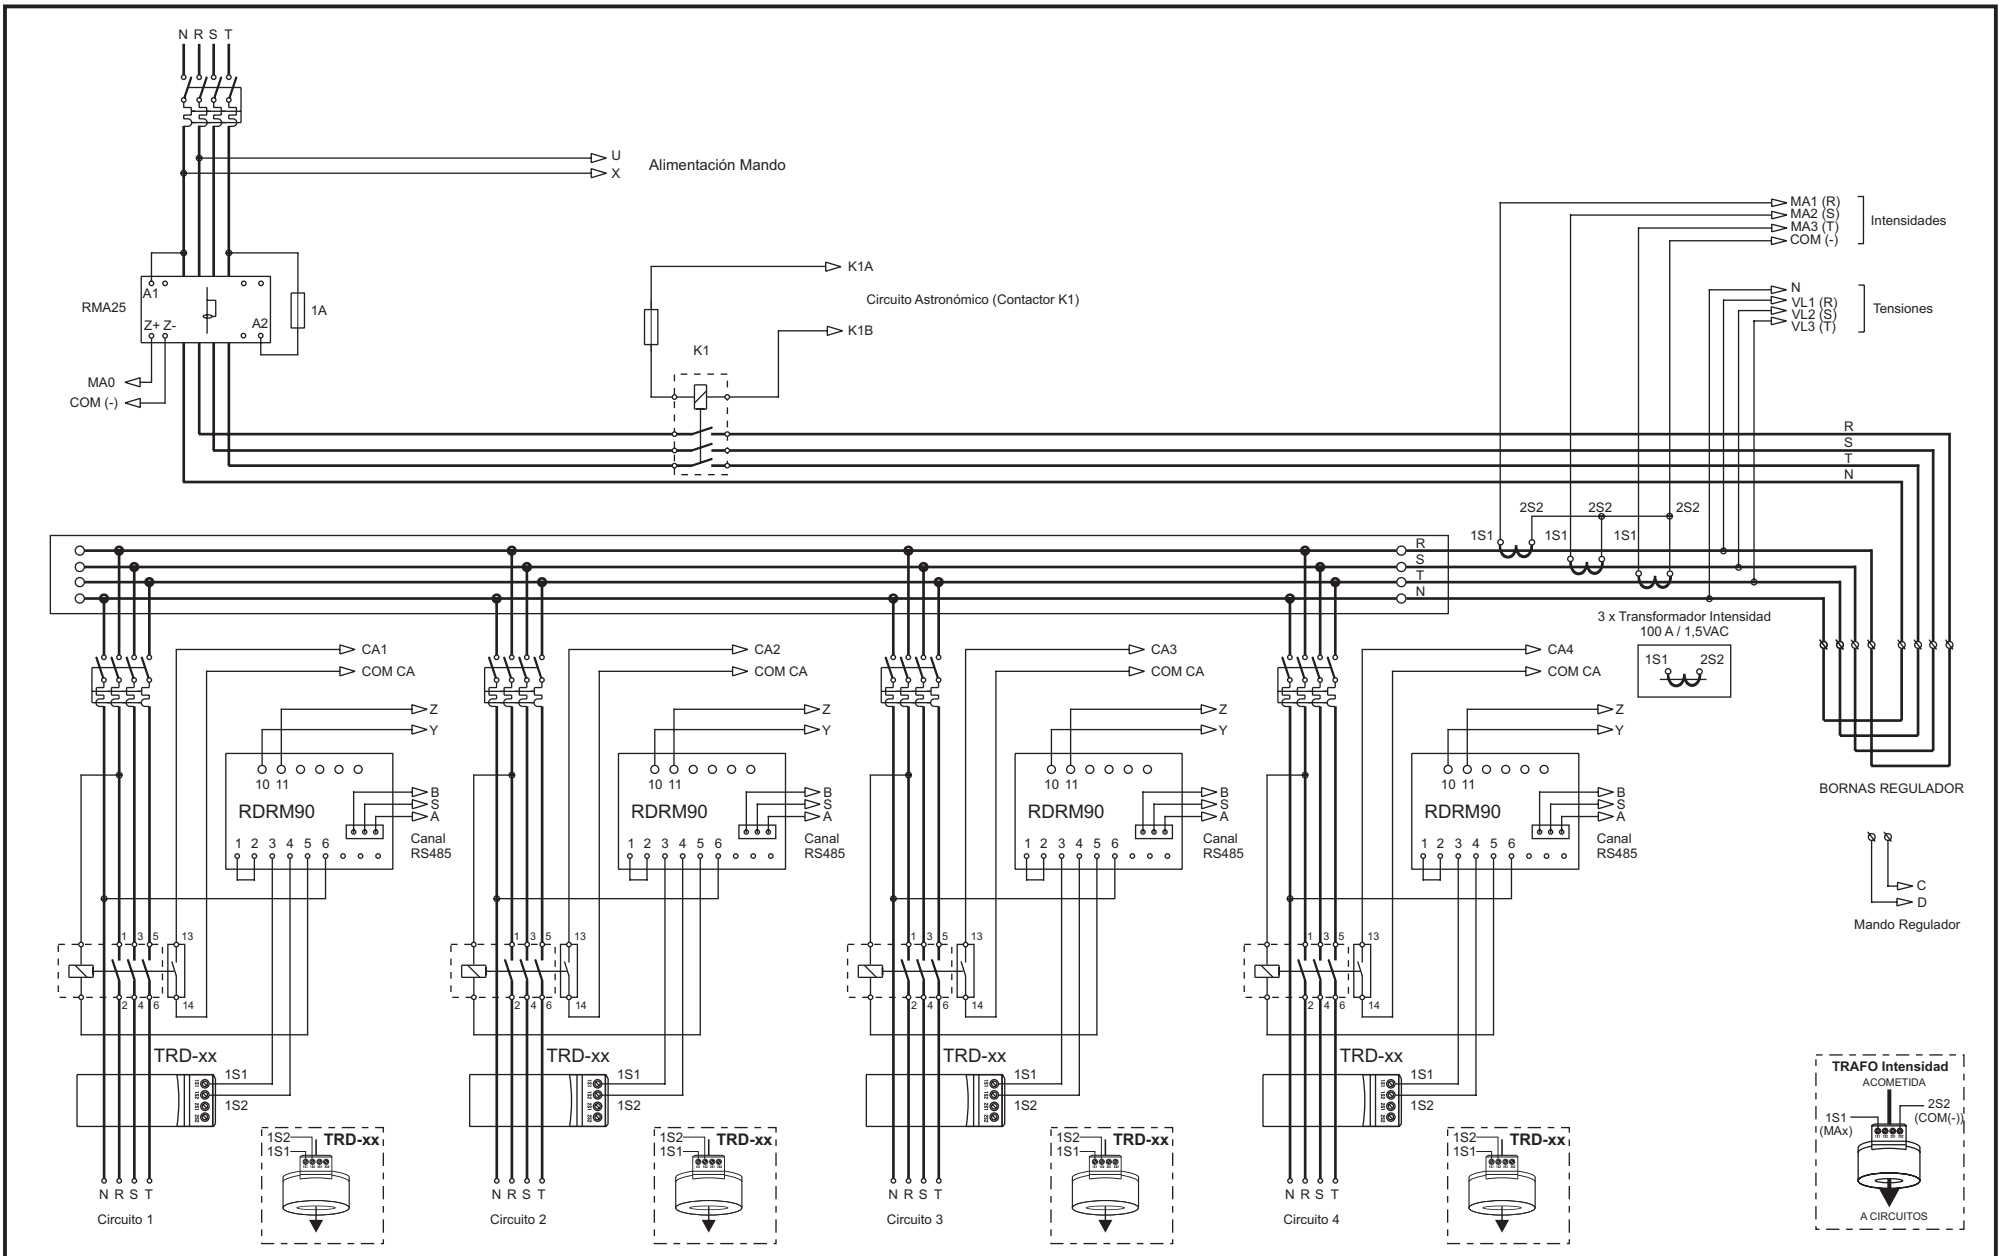 N R S T
U
X
Alimentación Mando
MA1 (R)
MA2 (S)
MA3 (T)
COM (-)
Intensidades
N
VL1 (R)
VL2 (S)
VL3 (T)
Tensiones
RMA25
A1
Z+ Z-
A2
1A
MA0
COM (-)
K1A
Circuito Astronómico (Contactor K1)
K1B
K1
R
S
T
N
2S2 2S2 2S2
1S1 1S1 1S1
R
S
T
N
3 x Transformador Intensidad
100 A / 1,5VAC
1S1 2S2
BORNAS REGULADOR
C
D
Mando Regulador
CA1
COM CA
Z
Y
10 11
RDRM90
B
S
A
Canal
RS485
1 2 3 4 5 6
1 3 5 13
2 4 6 14
TRD-xx
1S1
1S2
1S2
1S1
TRD-xx
N R S T
Circuito 1
CA2
COM CA
Z
Y
10 11
RDRM90
B
S
A
Canal
RS485
1 2 3 4 5 6
1 3 5 13
2 4 6 14
TRD-xx
1S1
1S2
1S2
1S1
TRD-xx
N R S T
Circuito 2
CA3
COM CA
Z
Y
10 11
RDRM90
B
S
A
Canal
RS485
1 2 3 4 5 6
1 3 5 13
2 4 6 14
TRD-xx
1S1
1S2
1S2
1S1
TRD-xx
N R S T
Circuito 3
CA4
COM CA
Z
Y
10 11
RDRM90
B
S
A
Canal
RS485
1 2 3 4 5 6
1 3 5 13
2 4 6 14
TRD-xx
1S1
1S2
1S2
1S1
TRD-xx
N R S T
Circuito 4
TRAFO Intensidad
ACOMETIDA
1S1
(MAx)
2S2
(COM(-))
A CIRCUITOS